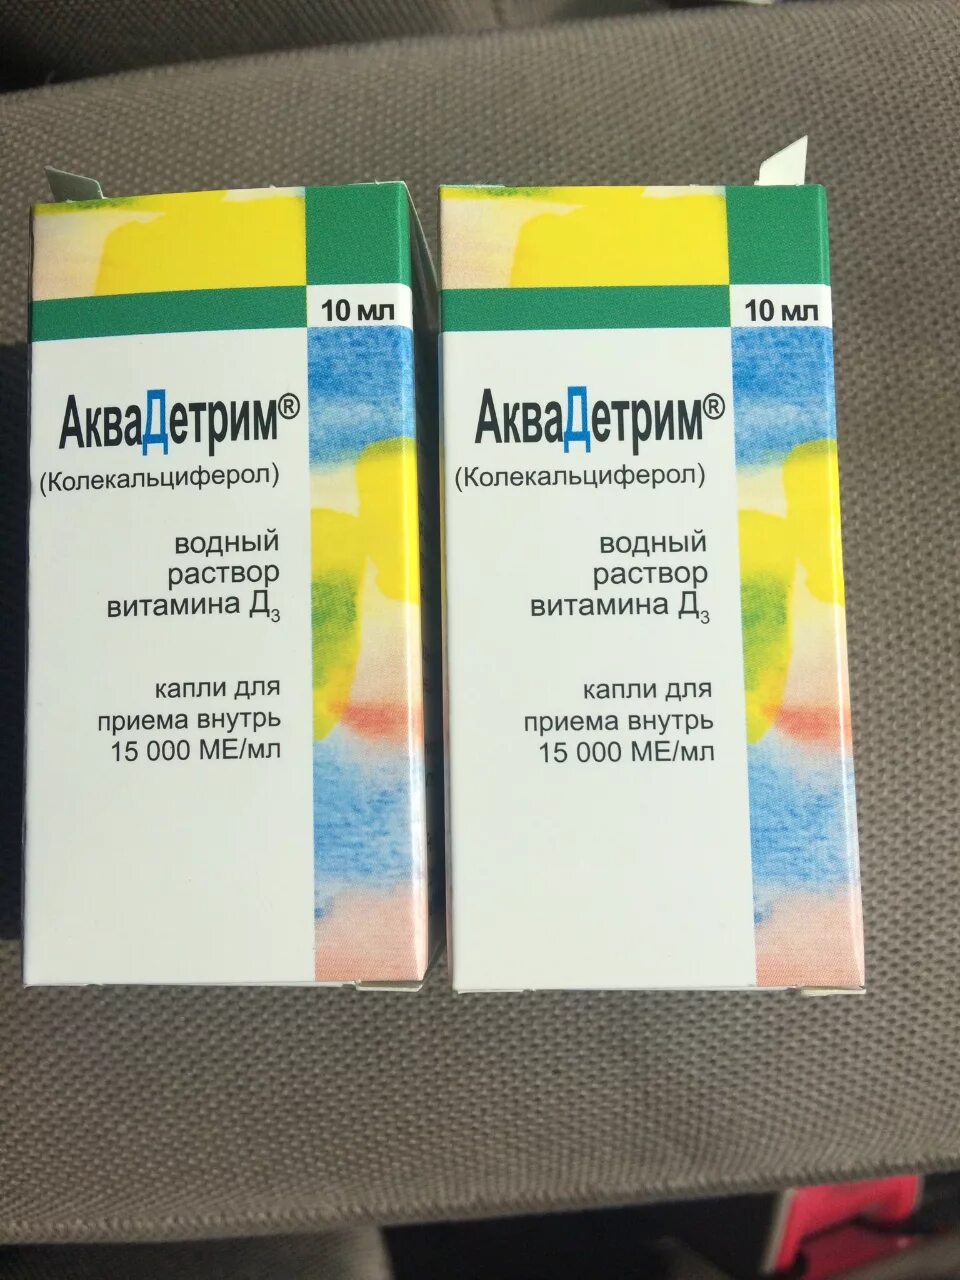 10 мл
АкваДетрим®
(Колекальциферол)
водный
раствор
витамина Д₃
капли для
приема внутрь
15 000 МЕ/мл
10 мл
АкваДетрим®
(Колекальциферол)
водный
раствор
витамина Д₃
капли для
приема внутрь
15 000 МЕ/мл